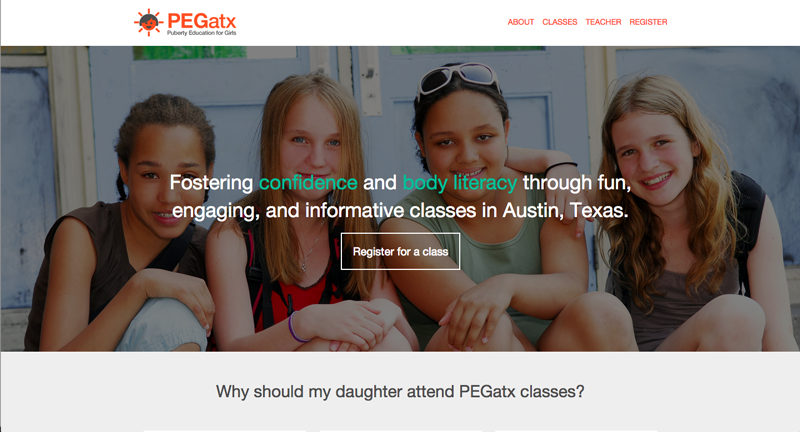 PEGatx
Puberty Education for Girls
ABOUT CLASSES TEACHER REGISTER
Fostering confidence and body literacy through fun,
engaging, and informative classes in Austin, Texas.
Register for a class
Why should my daughter attend PEGatx classes?